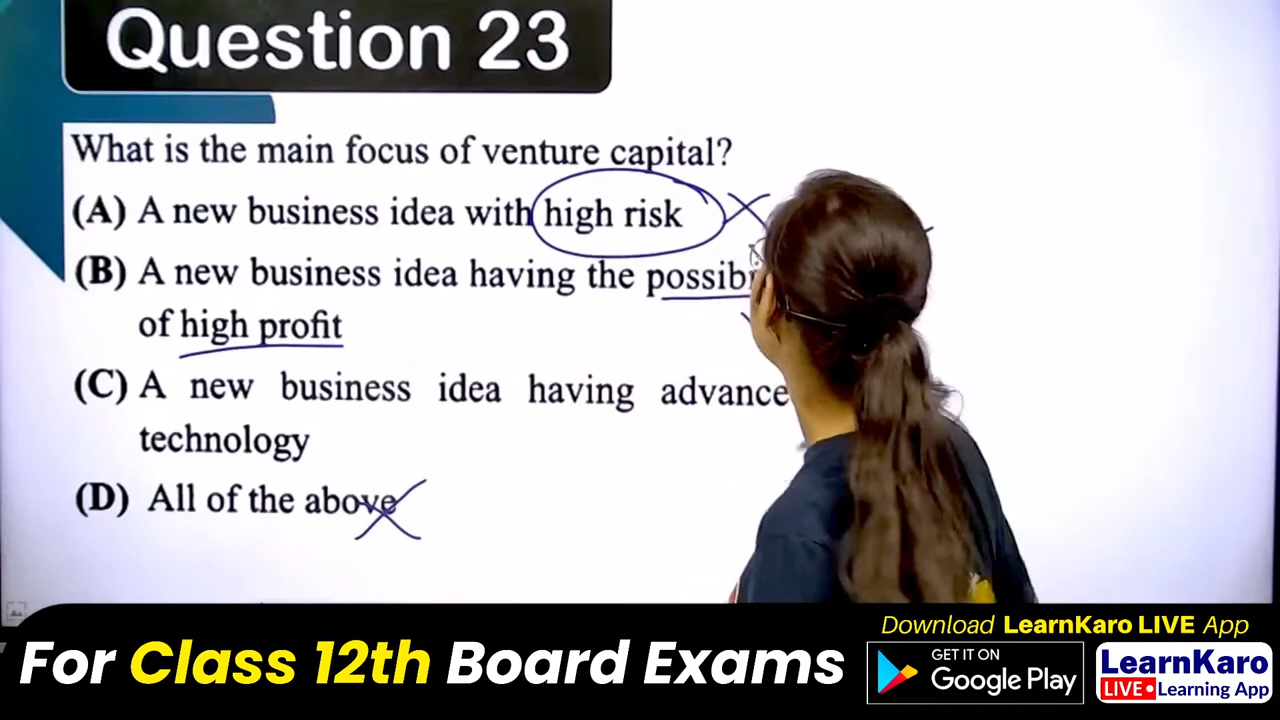 Question 23
What is the main focus of venture capital?
(A) A new business idea with high risk
(B) A new business idea having the
of high profit
(C) A new business idea having advance
technology
(D) All of the above
For Class 12th Board Exams
Download LearnKaro LIVE App
GET IT ON
Google Play
LearnKaro
LIVE Learning App